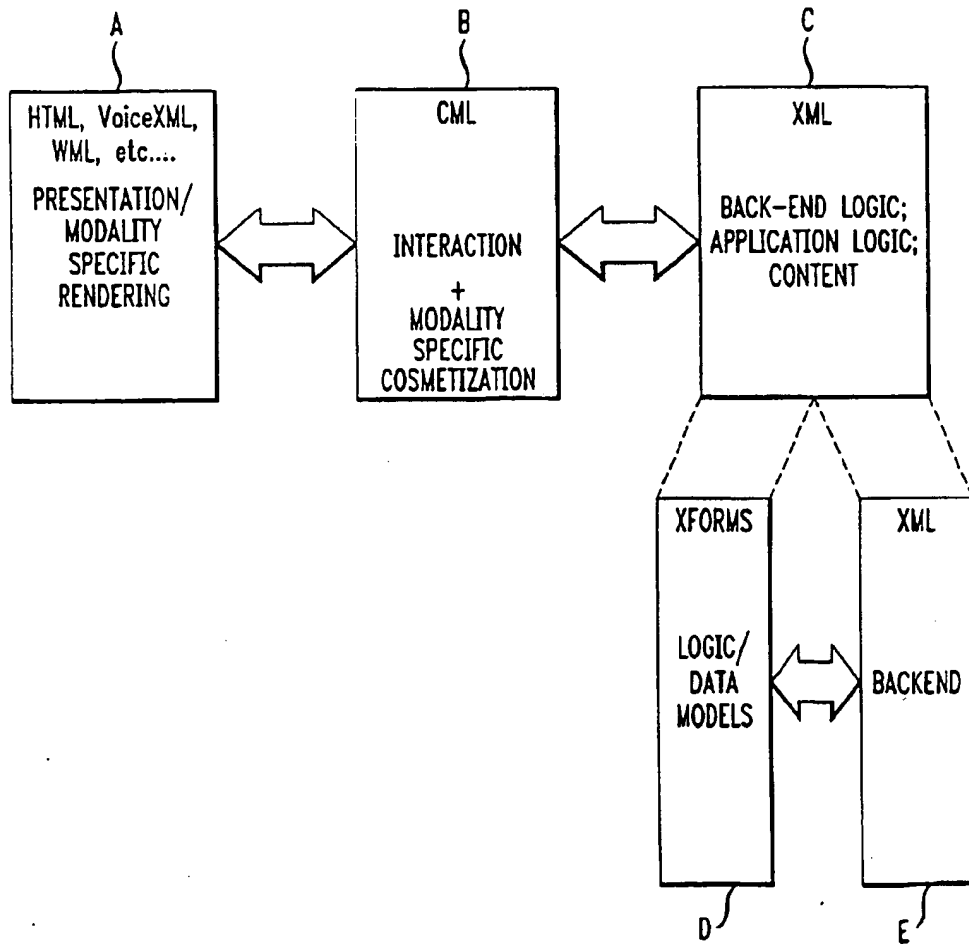 A
B
C
HTML, VoiceXML,
WML, etc....
PRESENTATION/
MODALITY
SPECIFIC
RENDERING
CML
INTERACTION
+
MODALITY
SPECIFIC
COSMETIZATION
XML
BACK-END LOGIC;
APPLICATION LOGIC;
CONTENT
XFORMS
LOGIC/
DATA
MODELS
XML
BACKEND
D
E